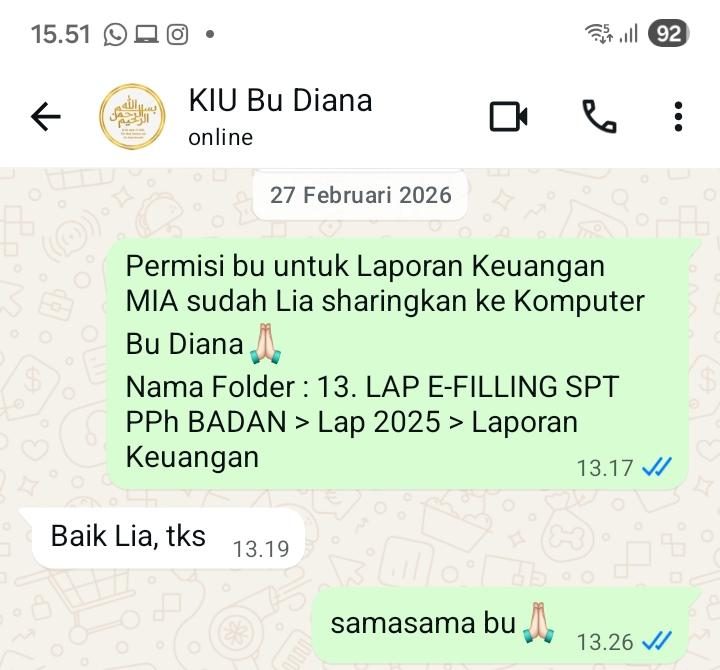 15.51
92
KIU Bu Diana
online
27 Februari 2026
Permisi bu untuk Laporan Keuangan
MIA sudah Lia sharingkan ke Komputer
Bu Diana🙏🏻
Nama Folder : 13. LAP E-FILLING SPT
PPh BADAN > Lap 2025 > Laporan
Keuangan
13.17
Baik Lia, tks
13.19
samasama bu🙏🏻
13.26